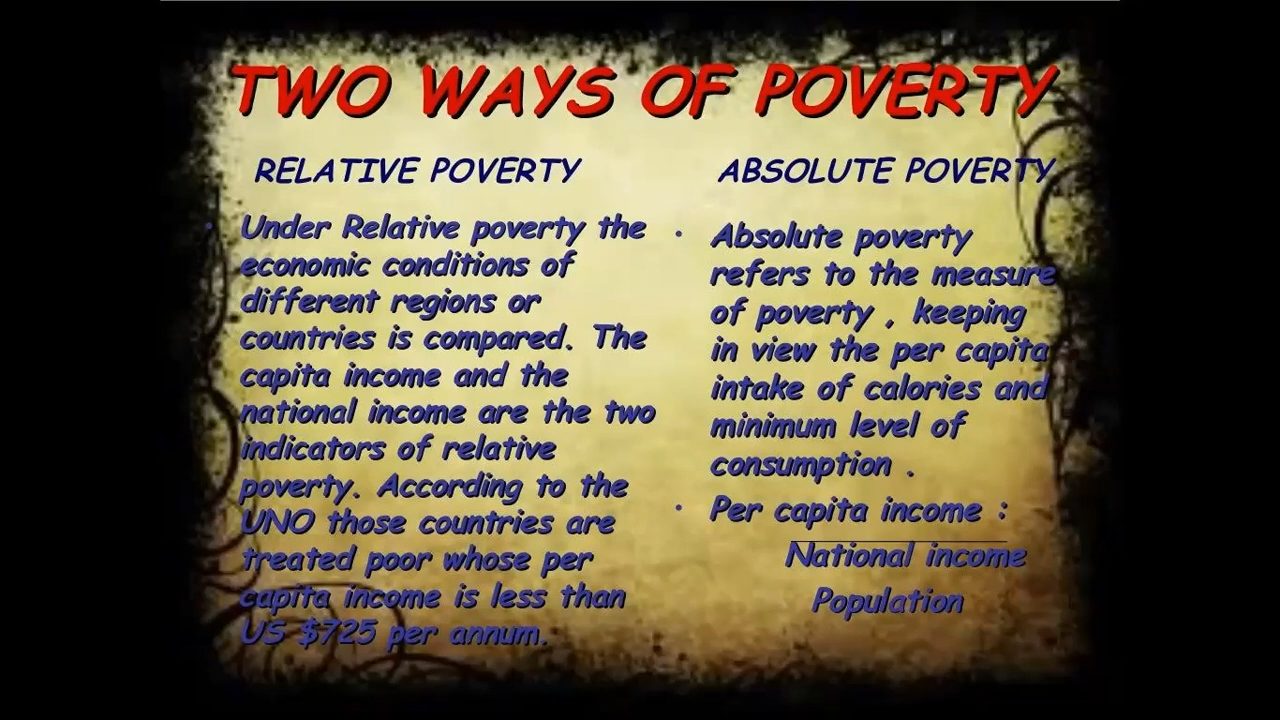 TWO WAYS OF POVERTY
RELATIVE POVERTY
• Under Relative poverty the
economic conditions of
different regions or
countries is compared. The
capita income and the
national income are the two
indicators of relative
poverty. According to the
UNO those countries are
treated poor whose per
capita income is less than
US $725 per annum.
ABSOLUTE POVERTY
• Absolute poverty
refers to the measure
of poverty , keeping
in view the per capita
intake of calories and
minimum level of
consumption .
• Per capita income :
National income
Population